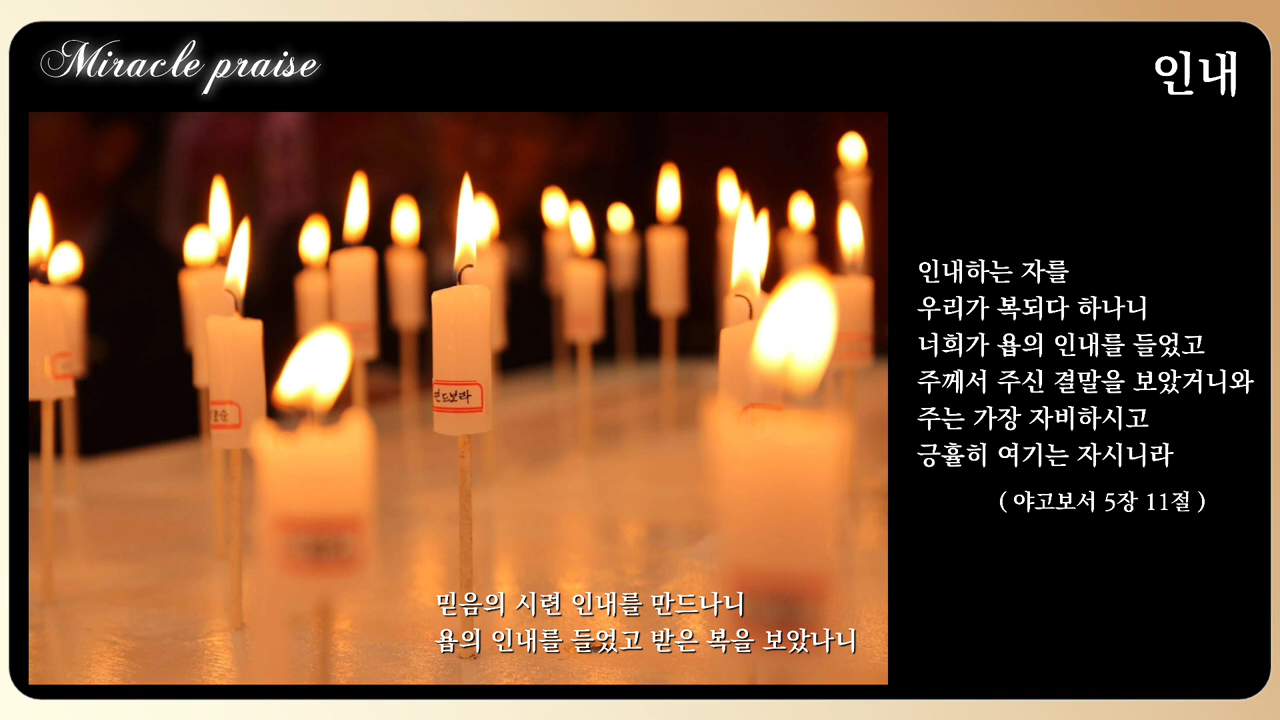 Miracle praise
인내
인내하는 자를
우리가 복되다 하나니
너희가 욥의 인내를 들었고
주께서 주신 결말을 보았거니와
주는 가장 자비하시고
긍휼히 여기는 자시니라
( 야고보서 5장 11절 )
드보라
믿음의 시련 인내를 만드나니
욥의 인내를 들었고 받은 복을 보았나니